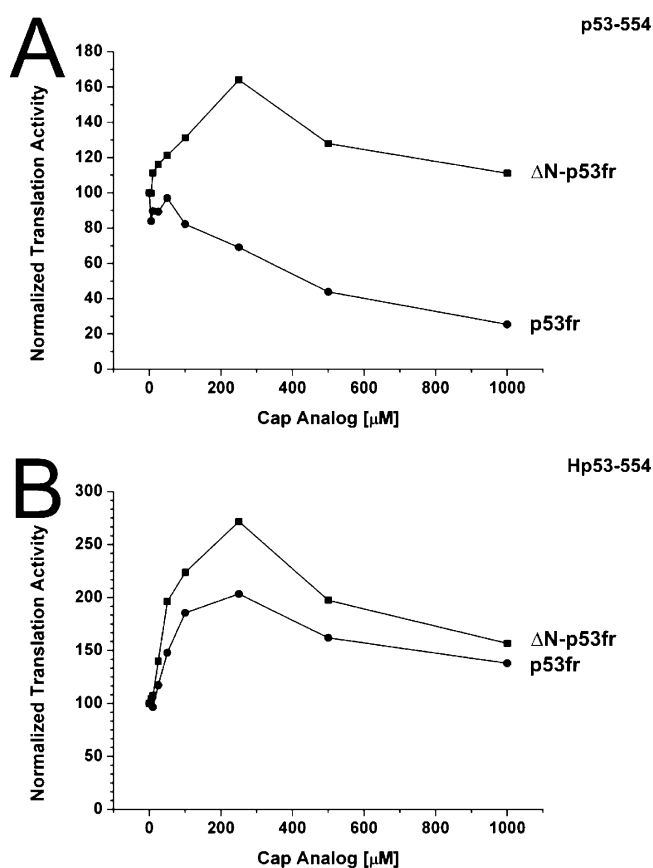 A
p53-554
Normalized Translation Activity
180
160
140
120
100
80
60
40
20
0
ΔN-p53fr
p53fr
0 200 400 600 800 1000
Cap Analog [μM]
B
Hp53-554
Normalized Translation Activity
300
250
200
150
100
50
0
ΔN-p53fr
p53fr
0 200 400 600 800 1000
Cap Analog [μM]